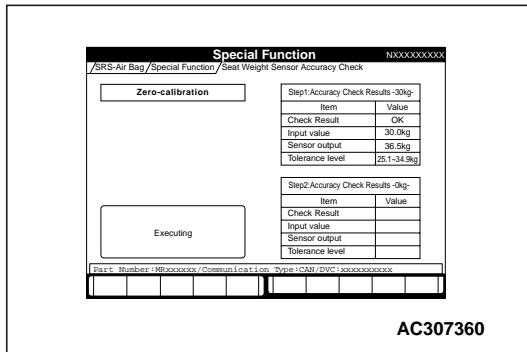 Special Function
NXXXXXXXXX
SRS-Air Bag/Special Function/Seat Weight Sensor Accuracy Check
Zero-calibration
Executing
Step1:Accuracy Check Results -30kg-
Item Value
Check Result OK
Input value 30.0kg
Sensor output 36.5kg
Tolerance level 25.1~34.9kg
Step2:Accuracy Check Results -0kg-
Item Value
Check Result
Input value
Sensor output
Tolerance level
Part Number:MRxxxxxx/Communication Type:CAN/DVC:xxxxxxxxxx
AC307360